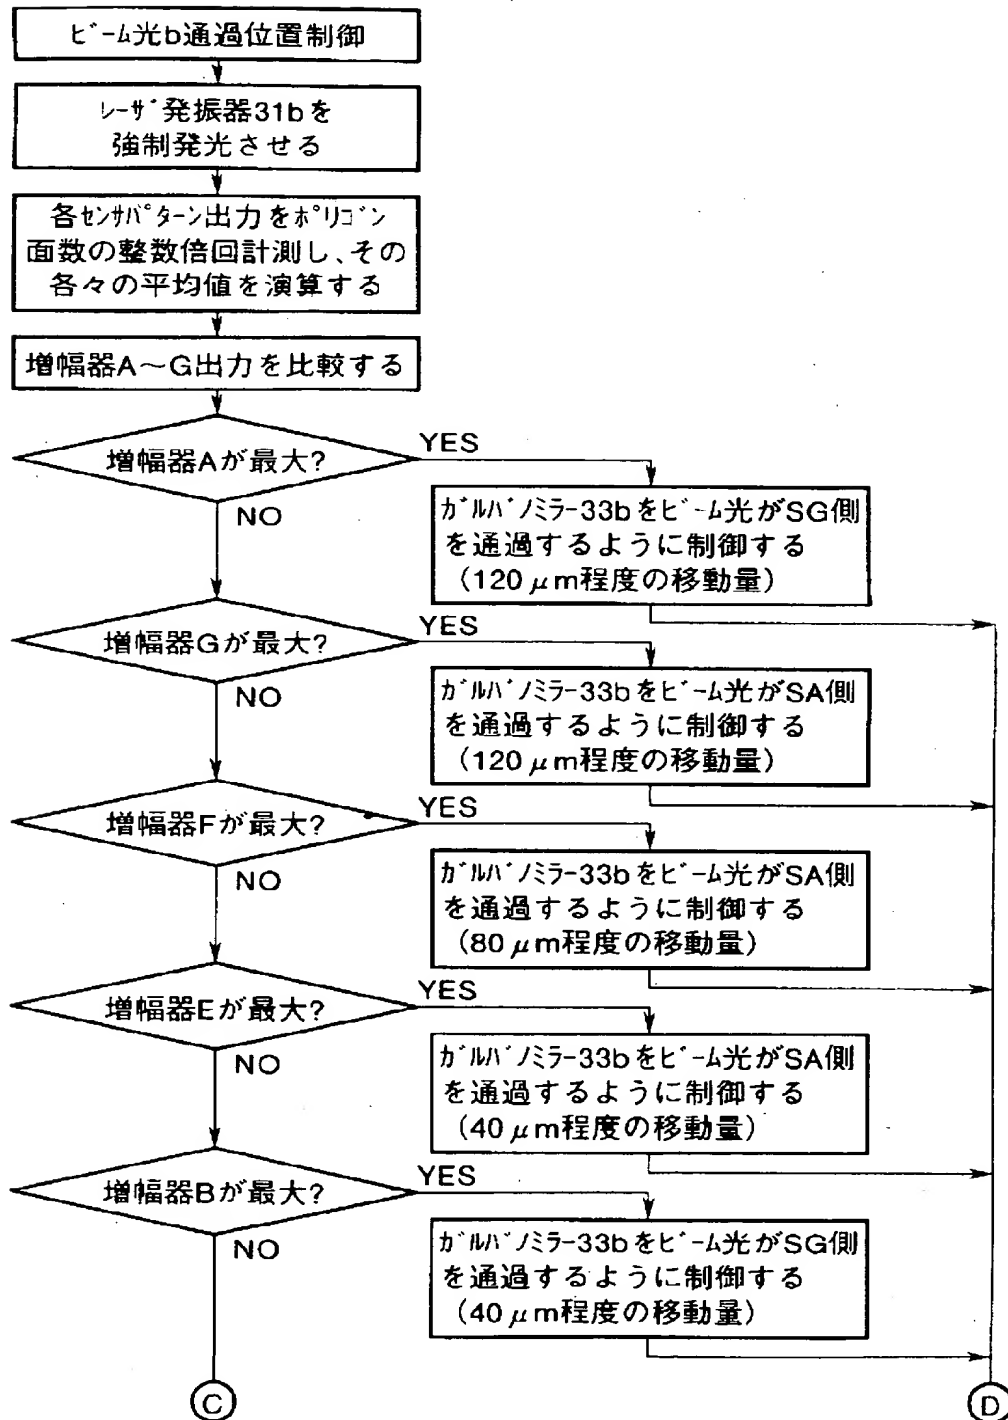 ﾋﾞｰﾑ光b通過位置制御
ﾚｰｻﾞ発振器31bを
強制発光させる
各ｾﾝｻﾊﾟﾀｰﾝ出力をﾎﾟﾘｺﾞﾝ
面数の整数倍回計測し、その
各々の平均値を演算する
増幅器A～G出力を比較する
増幅器Aが最大?
YES
NO
ｶﾞﾙﾊﾞﾉﾐﾗｰ33bをﾋﾞｰﾑ光がSG側
を通過するように制御する
(120μm程度の移動量)
増幅器Gが最大?
YES
NO
ｶﾞﾙﾊﾞﾉﾐﾗｰ33bをﾋﾞｰﾑ光がSA側
を通過するように制御する
(120μm程度の移動量)
増幅器Fが最大?
YES
NO
ｶﾞﾙﾊﾞﾉﾐﾗｰ33bをﾋﾞｰﾑ光がSA側
を通過するように制御する
(80μm程度の移動量)
増幅器Eが最大?
YES
NO
ｶﾞﾙﾊﾞﾉﾐﾗｰ33bをﾋﾞｰﾑ光がSA側
を通過するように制御する
(40μm程度の移動量)
増幅器Bが最大?
YES
NO
ｶﾞﾙﾊﾞﾉﾐﾗｰ33bをﾋﾞｰﾑ光がSG側
を通過するように制御する
(40μm程度の移動量)
C
D